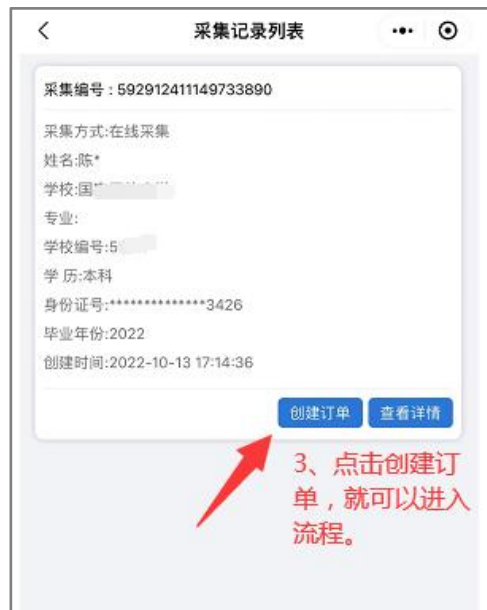 采集记录列表
采集编号：592912411149733890
采集方式:在线采集
姓名:陈*
学校:国
专业:
学校编号:5
学 历:本科
身份证号:**************3426
毕业年份:2022
创建时间:2022-10-13 17:14:36
创建订单 查看详情
3、点击创建订
单，就可以进入
流程。